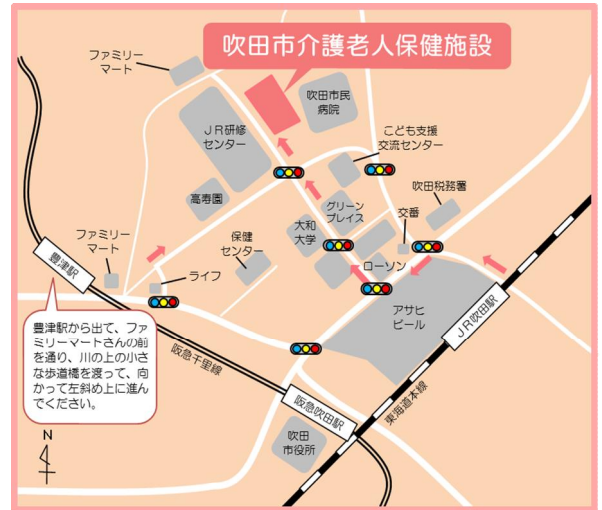 吹田市介護老人保健施設
ファミリー
マート
吹田市民
病院
JR研修
センター
こども支援
交流センター
高寿園
グリーン
プレイス
吹田税務署
大和
大学
交番
保健
センター
ファミリー
マート
豊津駅
ライフ
ローソン
アサヒ
ビール
JR吹田駅
豊津駅から出て、ファ
ミリーマートさんの前
を通り、川の上の小さ
な歩道橋を渡って、向
かって左斜め上に進ん
でください。
阪急千里線
阪急吹田駅
東海道本線
吹田
市役所
N